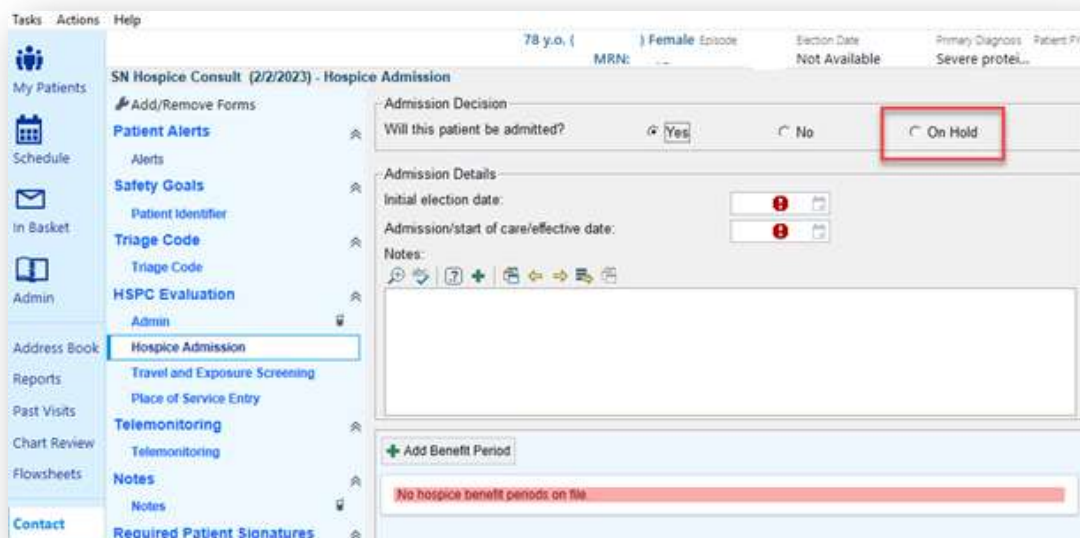 Tasks Actions Help
78 y.o. ( ) Female Episode
MRN:
Election Date
Not Available
Primary Diagnosis
Severe protei...
My Patients
Schedule
In Basket
Admin
Address Book
Reports
Past Visits
Chart Review
Flowsheets
Contact
SN Hospice Consult (2/2/2023) - Hospice Admission
Add/Remove Forms
Patient Alerts
Alerts
Safety Goals
Patient Identifier
Triage Code
Triage Code
HSPC Evaluation
Admin
Hospice Admission
Travel and Exposure Screening
Place of Service Entry
Telemonitoring
Telemonitoring
Notes
Notes
Required Patient Signatures
Admission Decision
Will this patient be admitted? Yes No On Hold
Admission Details
Initial election date:
Admission/start of care/effective date:
Notes:
Add Benefit Period
No hospice benefit periods on file.